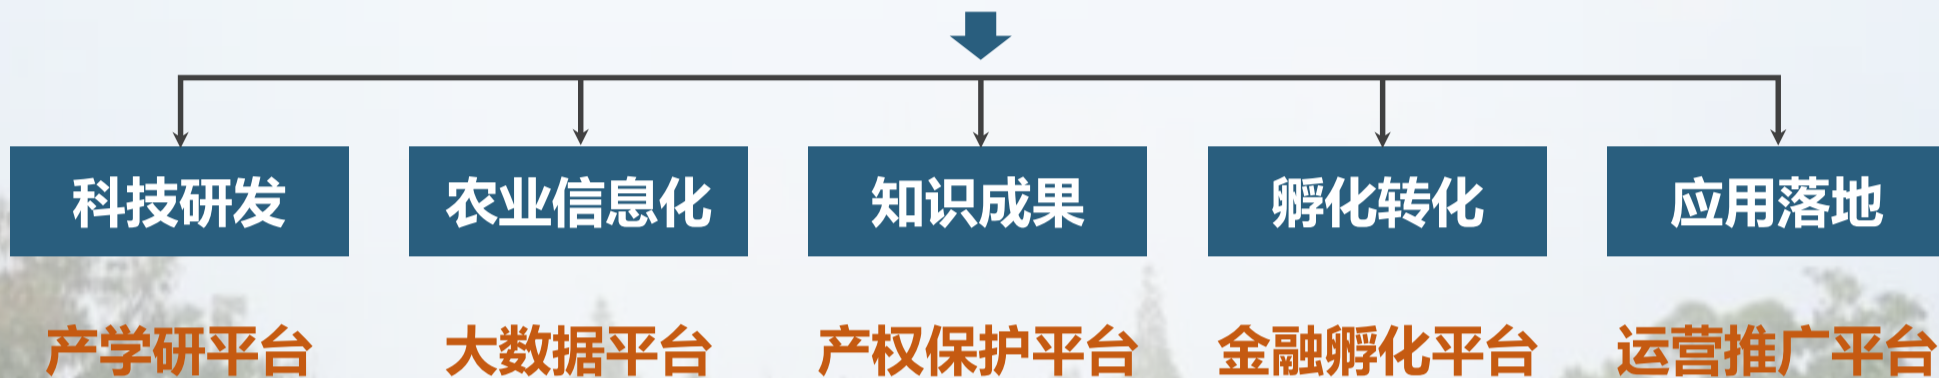 科技研发 农业信息化 知识成果 孵化转化 应用落地
产学研平台 大数据平台 产权保护平台 金融孵化平台 运营推广平台